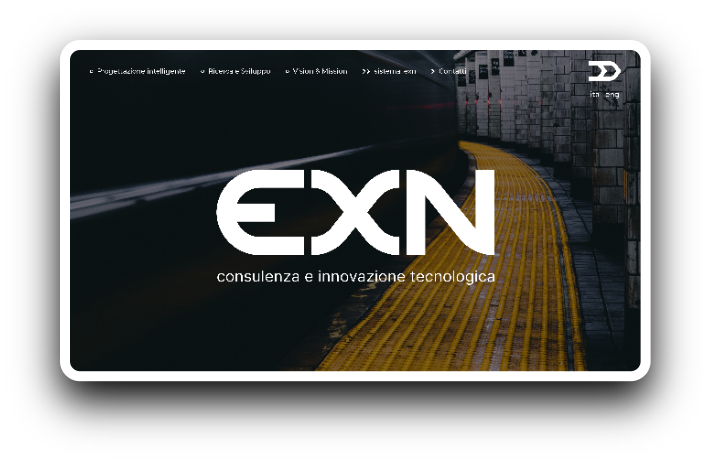 Progettazione intelligente Ricerca e Sviluppo Vision & Mission sistema exn Contatti
ita eng
EXN
consulenza e innovazione tecnologica